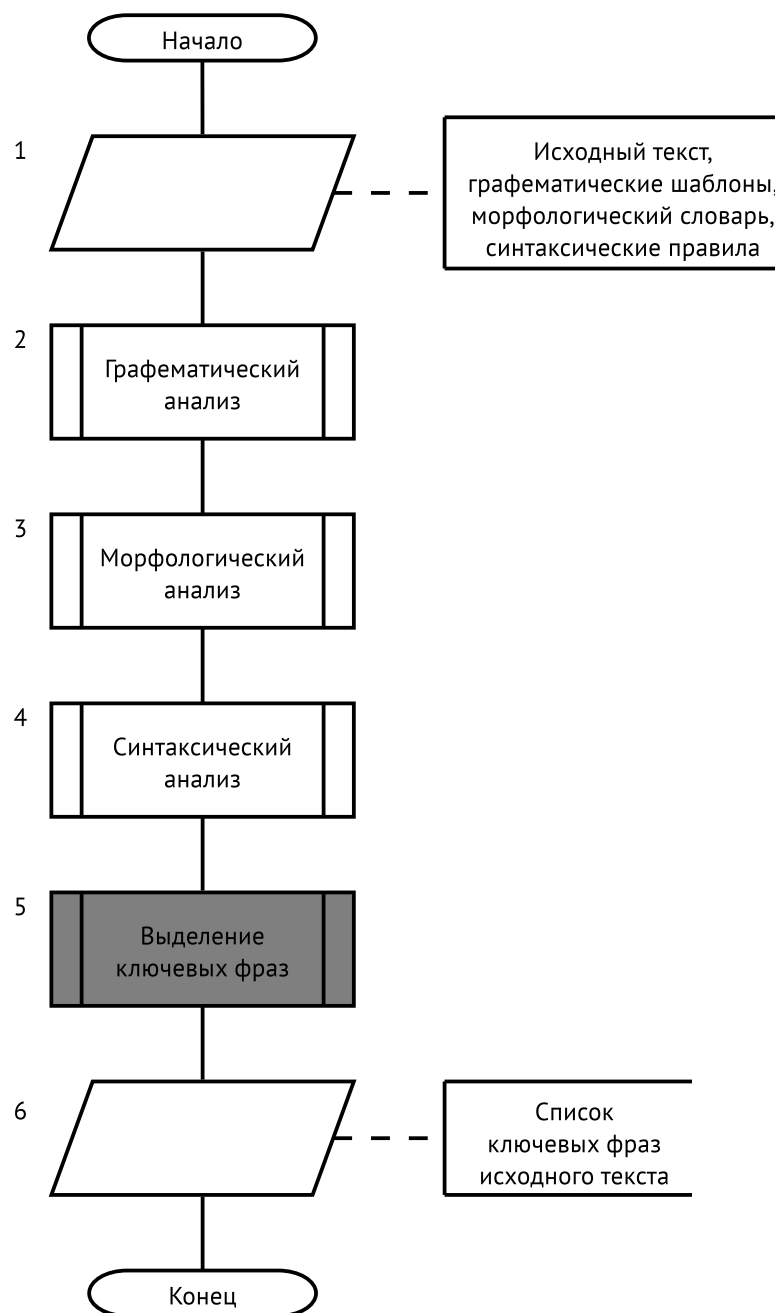 Начало
1
Исходный текст,
графематические шаблоны,
морфологический словарь,
синтаксические правила
2
Графематический
анализ
3
Морфологический
анализ
4
Синтаксический
анализ
5
Выделение
ключевых фраз
6
Список
ключевых фраз
исходного текста
Конец